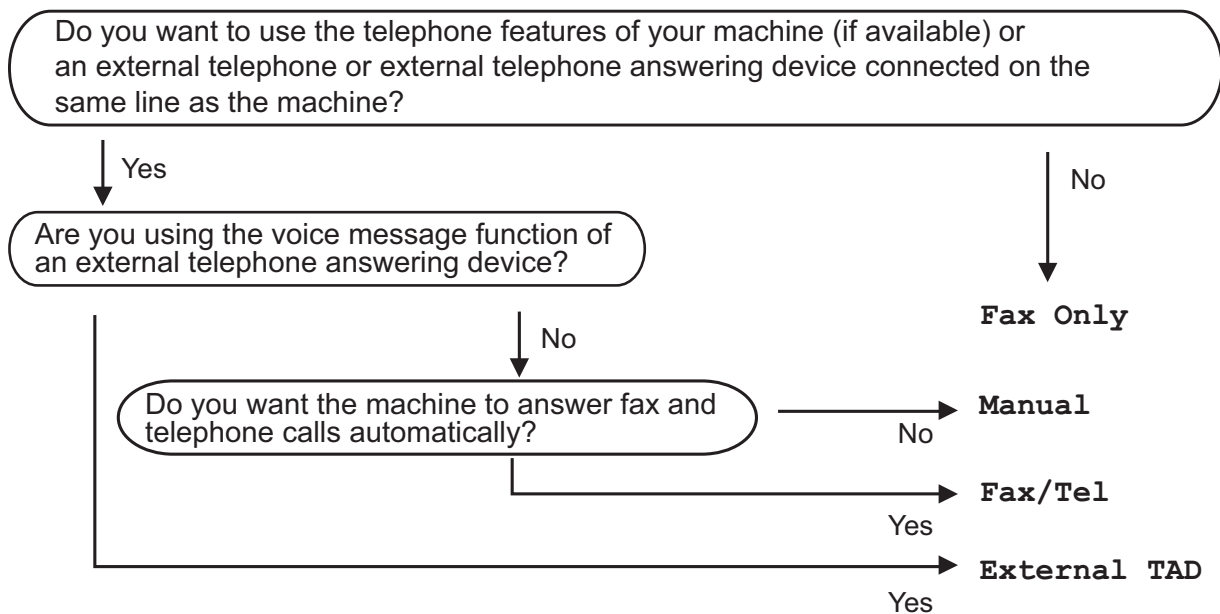 Do you want to use the telephone features of your machine (if available) or
an external telephone or external telephone answering device connected on the
same line as the machine?
Yes
No
Are you using the voice message function of
an external telephone answering device?
Fax Only
No
Do you want the machine to answer fax and
telephone calls automatically?
Manual
No
Fax/Tel
Yes
External TAD
Yes